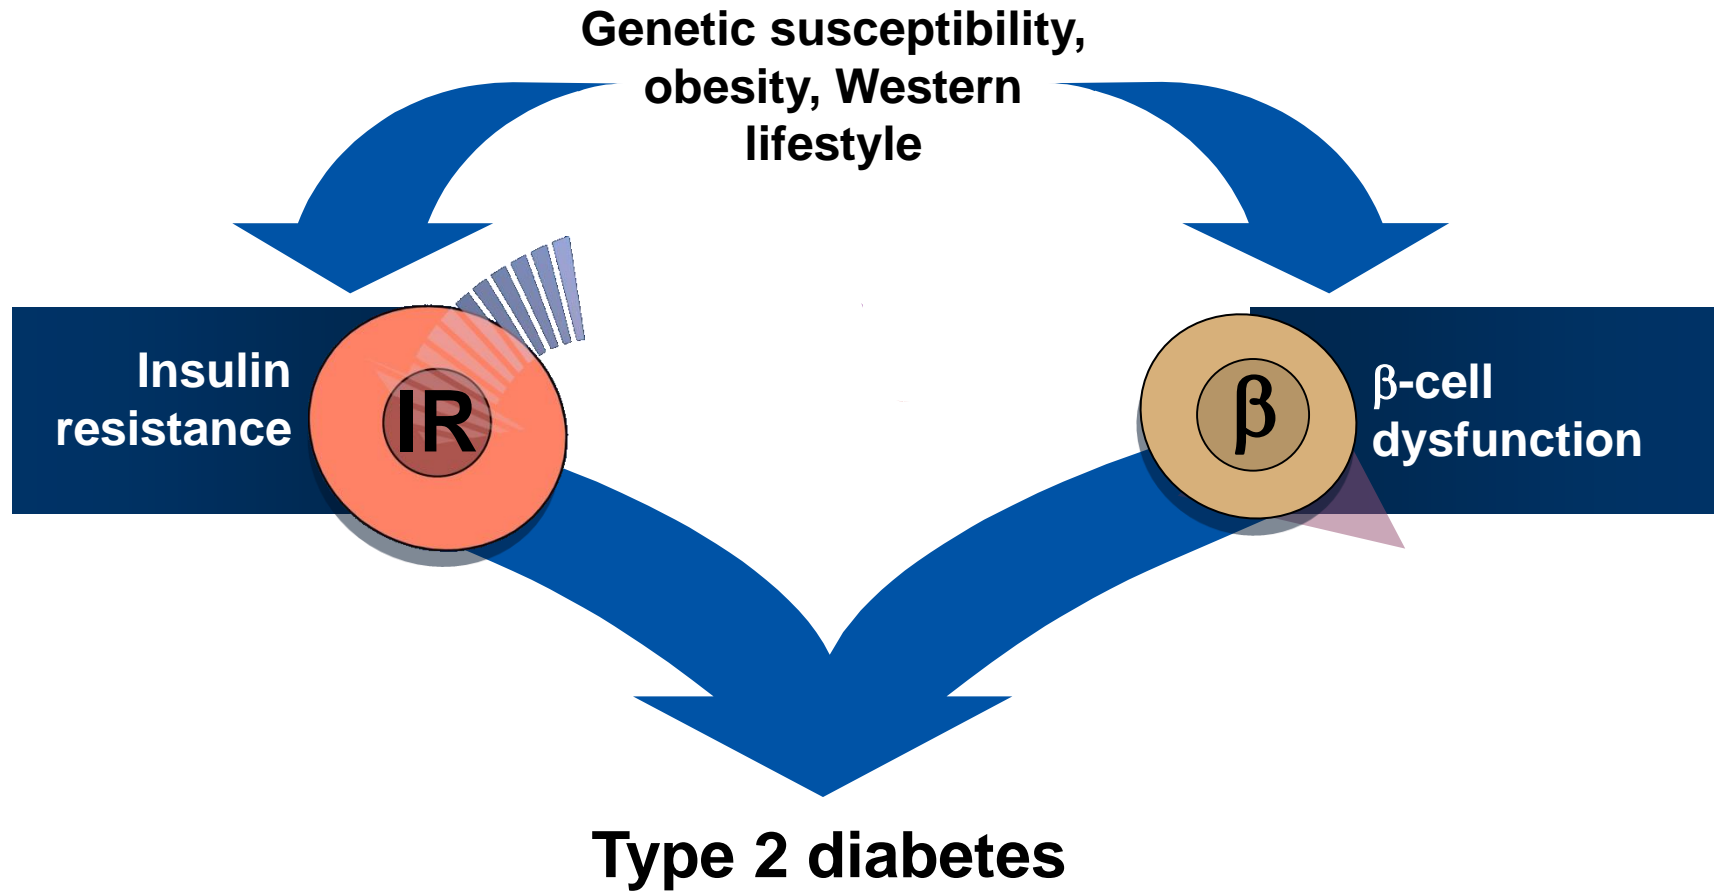 Genetic susceptibility,
obesity, Western
lifestyle
Insulin
resistance
IR
β
β-cell
dysfunction
Type 2 diabetes